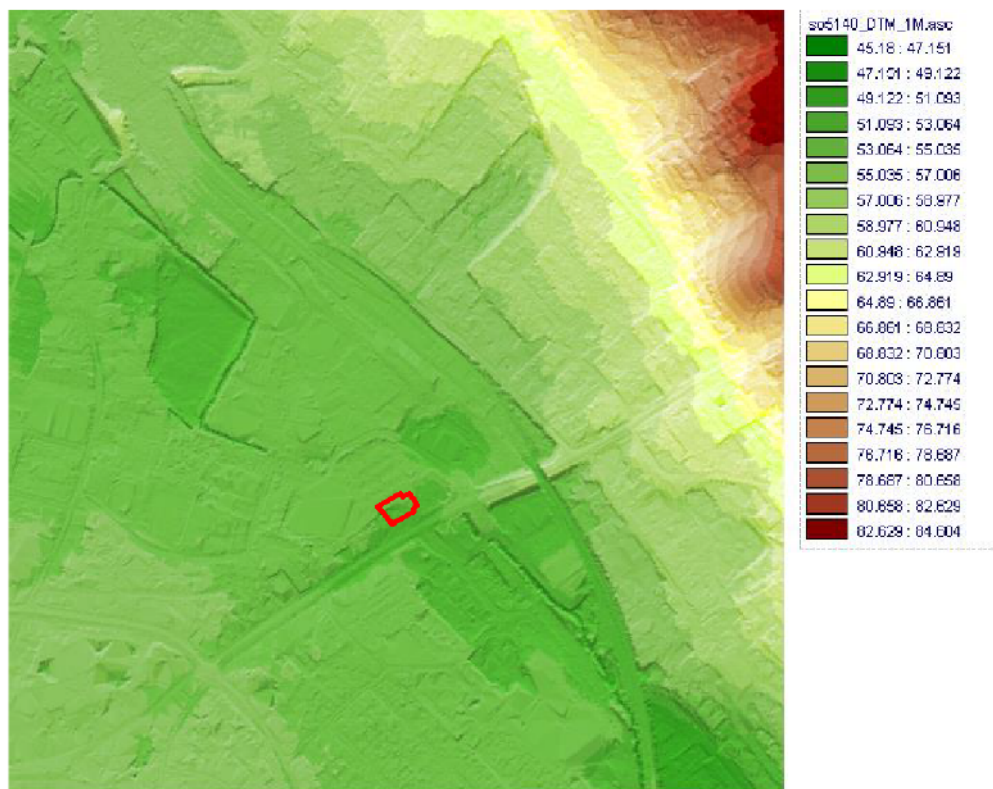 so5140_DTM_1M.asc
45.18 : 47.151
47.151 : 49.122
49.122 : 51.093
51.093 : 53.064
53.064 : 55.035
55.035 : 57.006
57.006 : 58.977
58.977 : 60.948
60.948 : 62.919
62.919 : 64.89
64.89 : 66.861
66.861 : 68.832
68.832 : 70.803
70.803 : 72.774
72.774 : 74.745
74.745 : 76.716
76.716 : 78.687
78.687 : 80.658
80.658 : 82.629
82.629 : 84.604